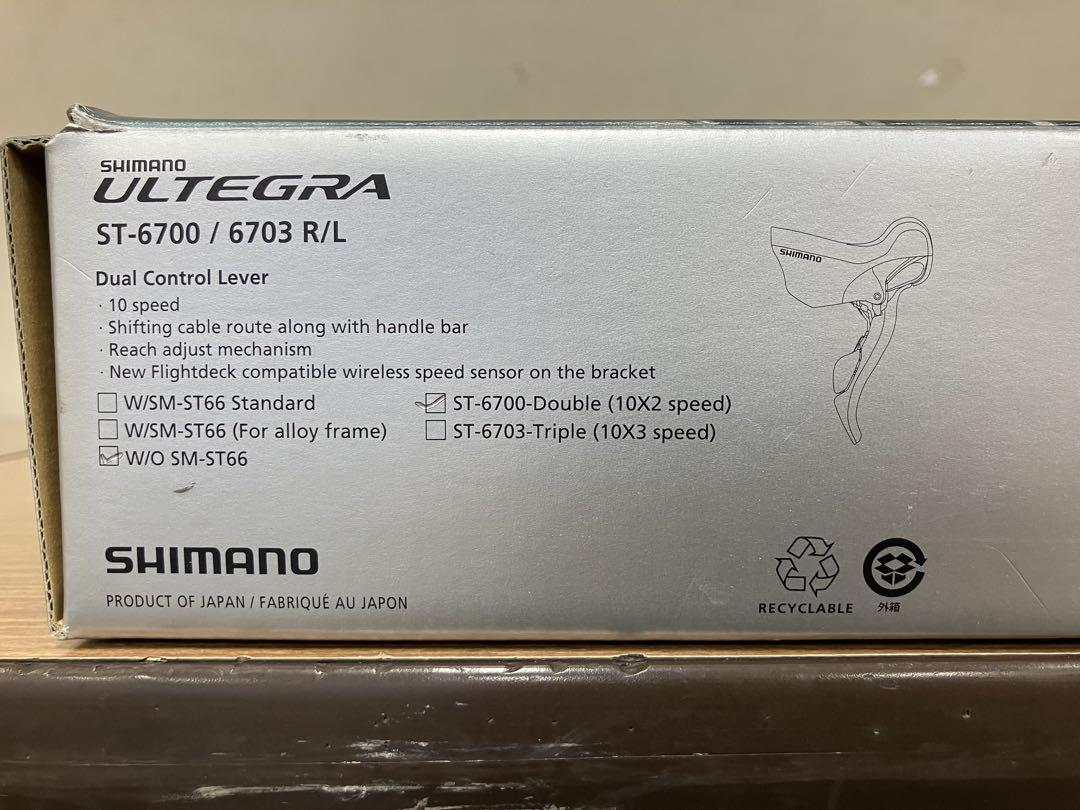 SHIMANO
ULTEGRA
ST-6700 / 6703 R/L
Dual Control Lever
· 10 speed
· Shifting cable route along with handle bar
· Reach adjust mechanism
· New Flightdeck compatible wireless speed sensor on the bracket
W/SM-ST66 Standard
W/SM-ST66 (For alloy frame)
W/O SM-ST66
ST-6700-Double (10X2 speed)
ST-6703-Triple (10X3 speed)
SHIMANO
SHIMANO
PRODUCT OF JAPAN / FABRIQUÉ AU JAPON
RECYCLABLE
外箱